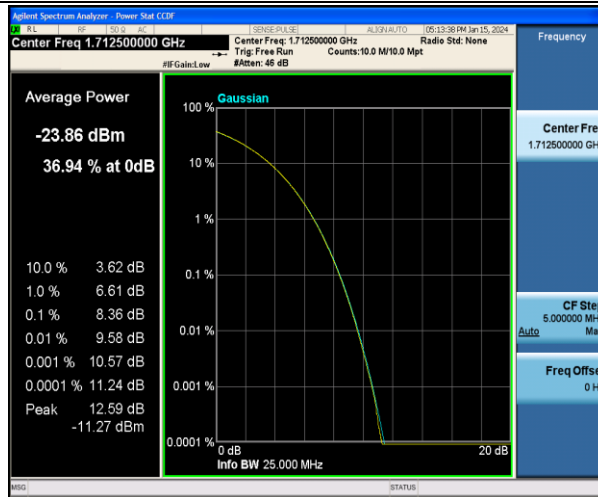 Agilent Spectrum Analyzer - Power Stat CCDF
RL RF 50 Ω AC SENSE:PULSE ALIGN AUTO 05:13:38 PM Jan 15, 2024
Center Freq 1.712500000 GHz
Center Freq: 1.712500000 GHz Radio Std: None
Trig: Free Run Counts:10.0 M/10.0 Mpt
#IFGain:Low #Atten: 46 dB
Frequency
Average Power
-23.86 dBm
36.94 % at 0dB
10.0 % 3.62 dB
1.0 % 6.61 dB
0.1 % 8.36 dB
0.01 % 9.58 dB
0.001 % 10.57 dB
0.0001 % 11.24 dB
Peak 12.59 dB
-11.27 dBm
100 % Gaussian
10 %
1 %
0.1 %
0.01 %
0.001 %
0.0001 %
0 dB 20 dB
Info BW 25.000 MHz
Center Fre
1.712500000 GH
CF Ste
5.000000 MH
Auto Ma
Freq Offse
0 H
MSG STATUS